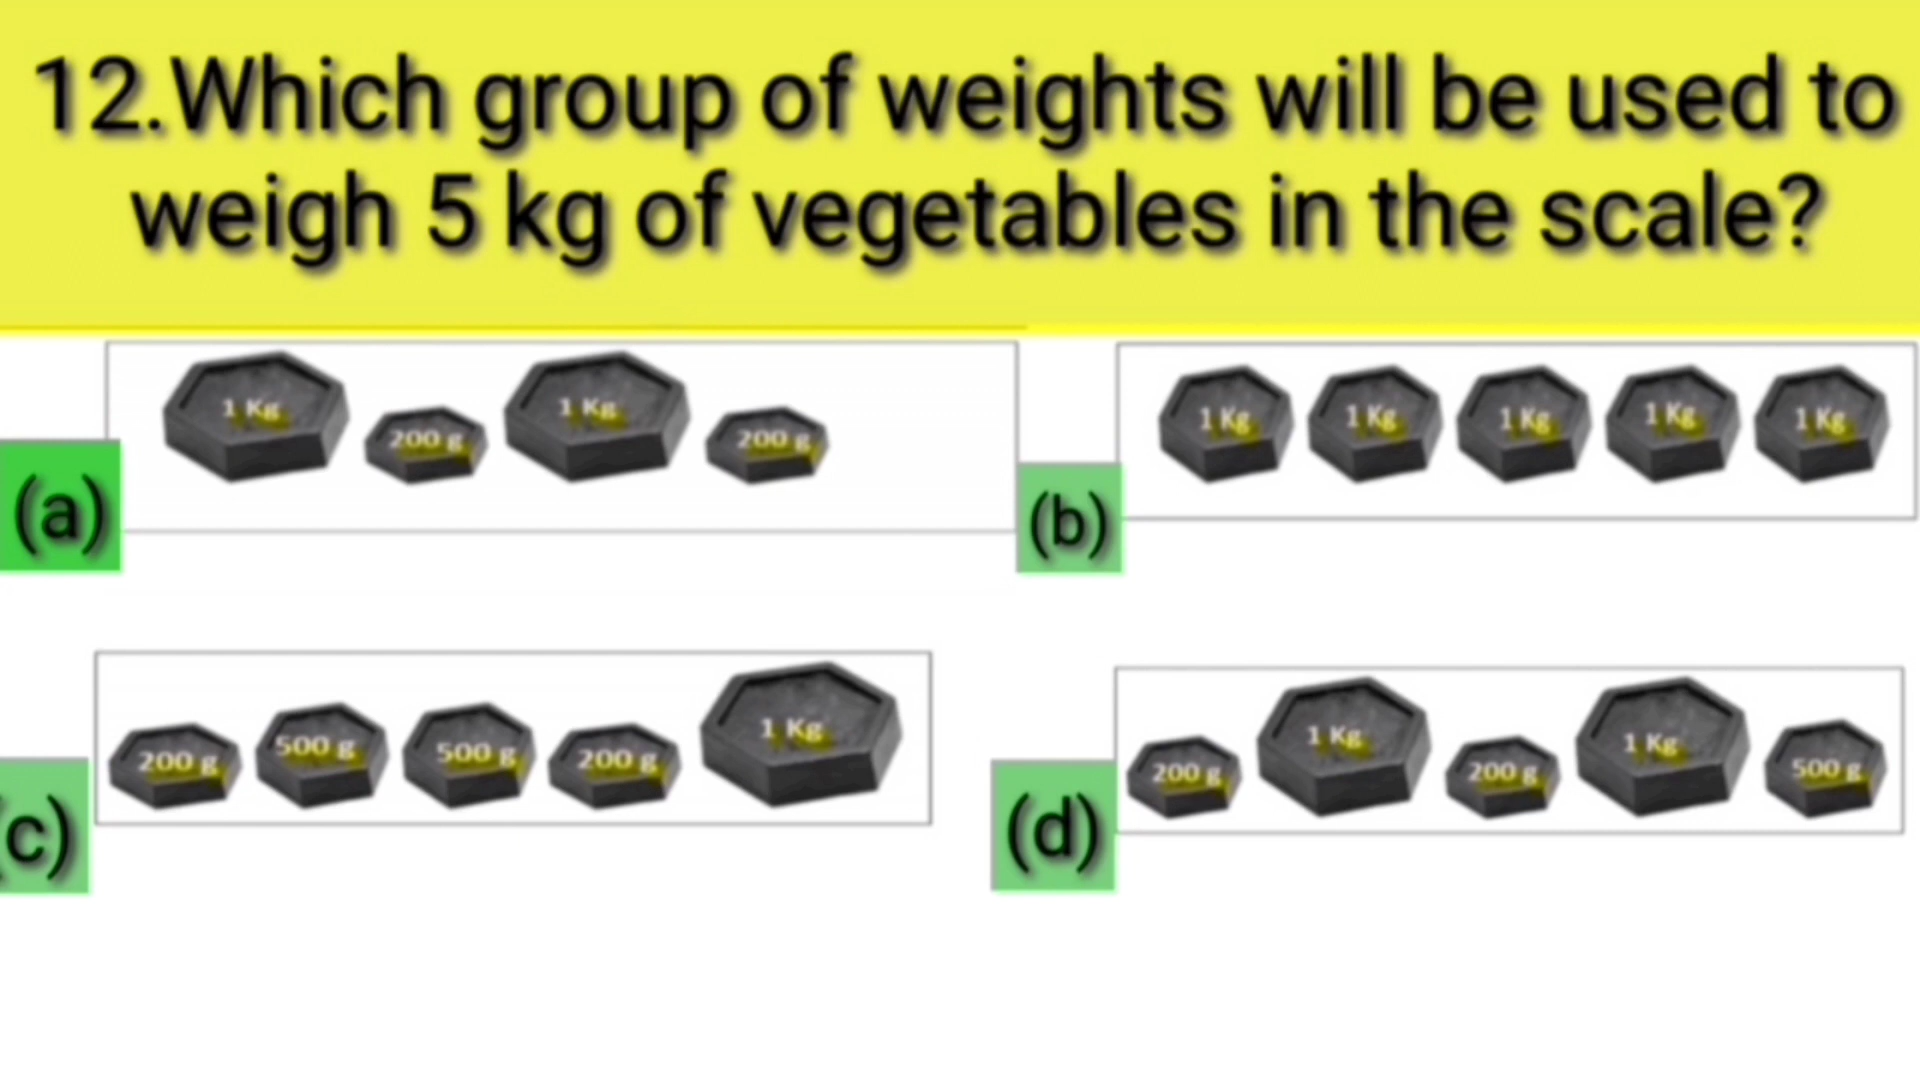 12.Which group of weights will be used to
weigh 5 kg of vegetables in the scale?
(a)
1 Kg 200 g 1 Kg 200 g
(b)
1 Kg 1 Kg 1 Kg 1 Kg 1 Kg
(c)
200 g 500 g 500 g 200 g 1 Kg
(d)
200 g 1 Kg 200 g 1 Kg 500 g